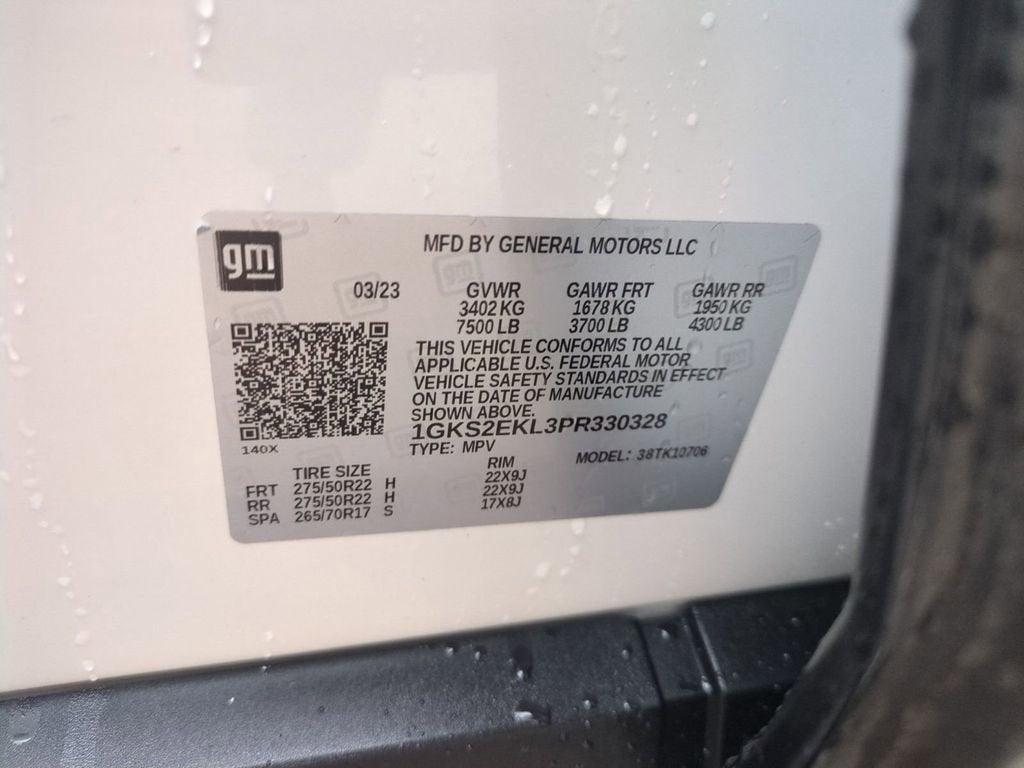 gm
MFD BY GENERAL MOTORS LLC
03/23 GVWR GAWR FRT GAWR RR
3402 KG 1678 KG 1950 KG
7500 LB 3700 LB 4300 LB
THIS VEHICLE CONFORMS TO ALL
APPLICABLE U.S. FEDERAL MOTOR
VEHICLE SAFETY STANDARDS IN EFFECT
ON THE DATE OF MANUFACTURE
SHOWN ABOVE.
1GKS2EKL3PR330328
140X
TYPE: MPV MODEL: 38TK10706
TIRE SIZE RIM
FRT 275/50R22 H 22X9J
RR 275/50R22 H 22X9J
SPA 265/70R17 S 17X8J